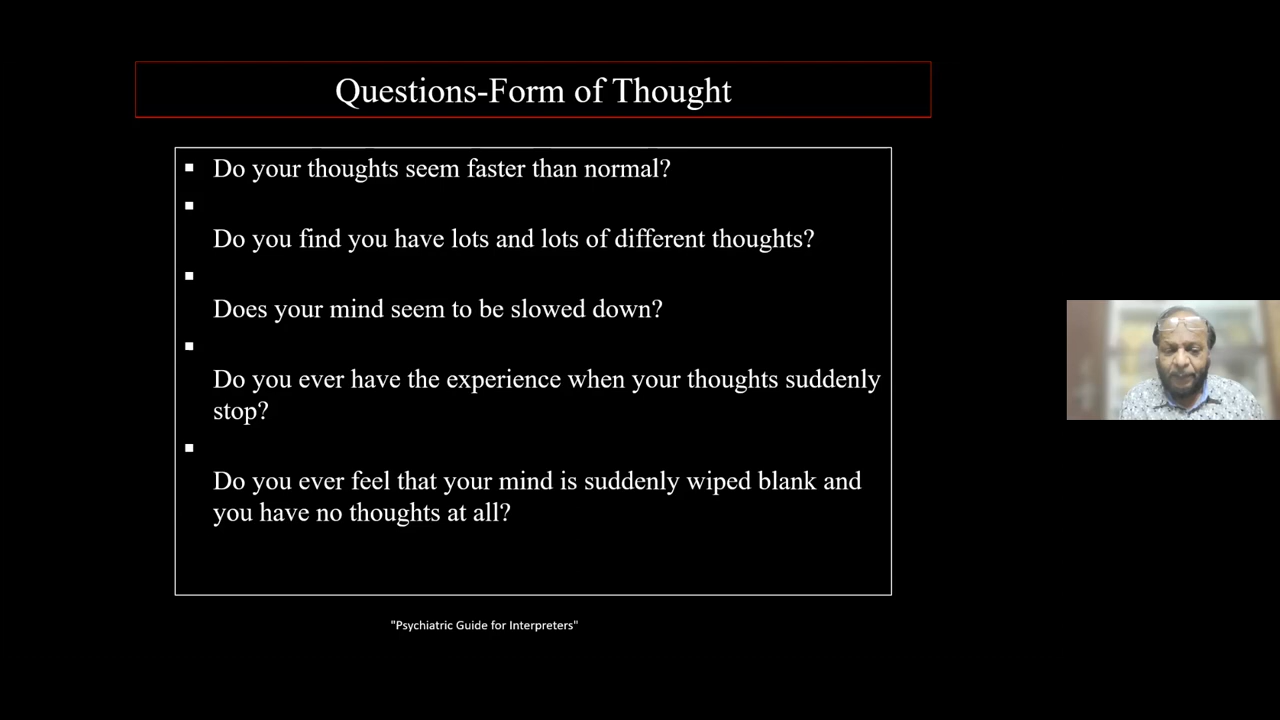 Questions-Form of Thought
▪ Do your thoughts seem faster than normal?
▪
Do you find you have lots and lots of different thoughts?
▪
Does your mind seem to be slowed down?
▪
Do you ever have the experience when your thoughts suddenly
stop?
▪
Do you ever feel that your mind is suddenly wiped blank and
you have no thoughts at all?
"Psychiatric Guide for Interpreters"